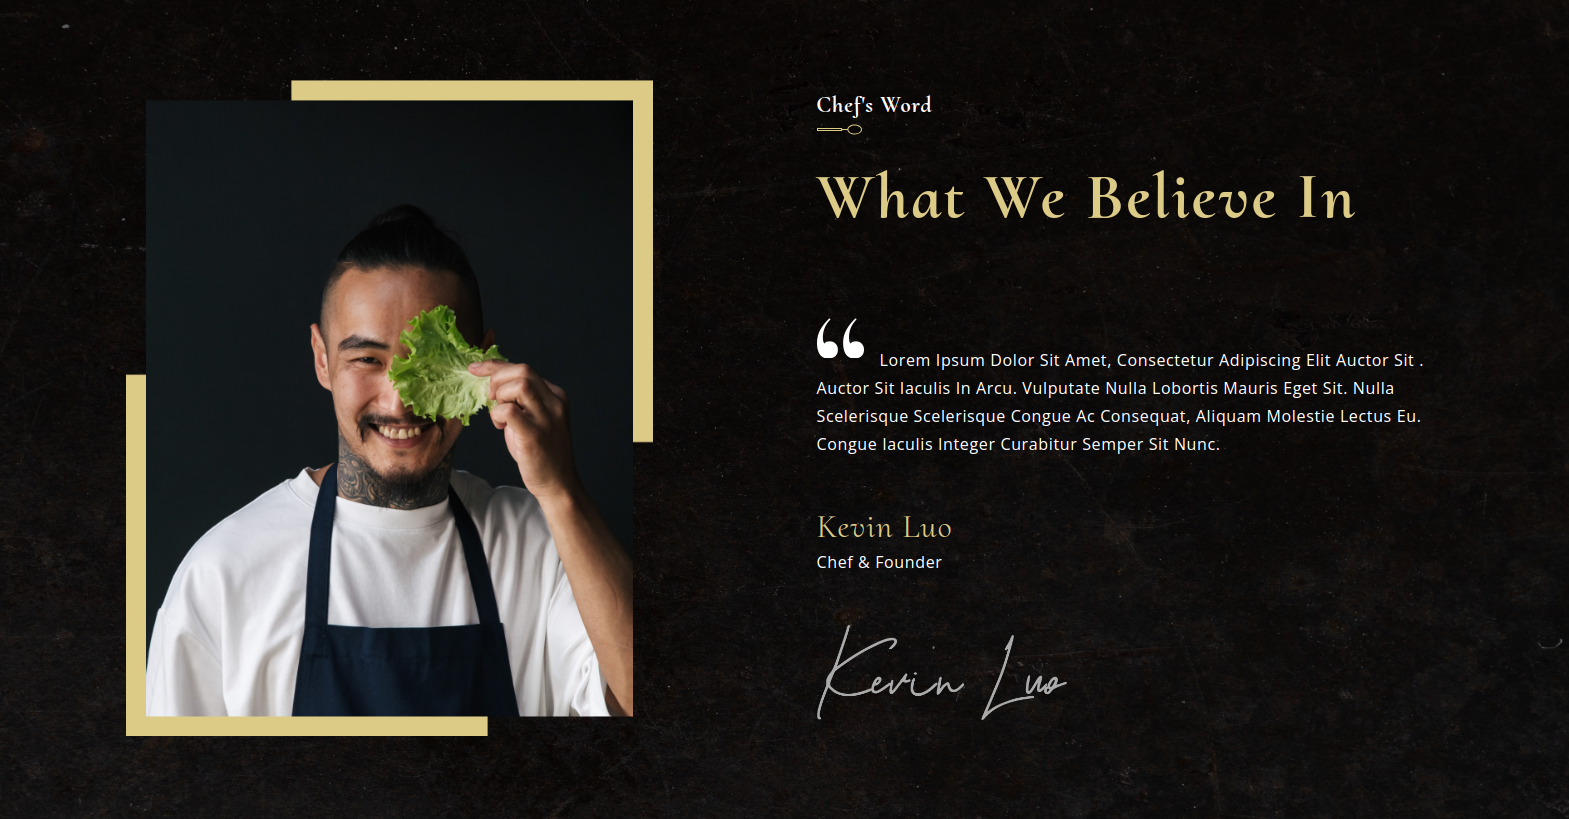 Chef's Word
What We Believe In
“ Lorem Ipsum Dolor Sit Amet, Consectetur Adipiscing Elit Auctor Sit .
Auctor Sit Iaculis In Arcu. Vulputate Nulla Lobortis Mauris Eget Sit. Nulla
Scelerisque Scelerisque Congue Ac Consequat, Aliquam Molestie Lectus Eu.
Congue Iaculis Integer Curabitur Semper Sit Nunc.
Kevin Luo
Chef & Founder
Kevin Luo